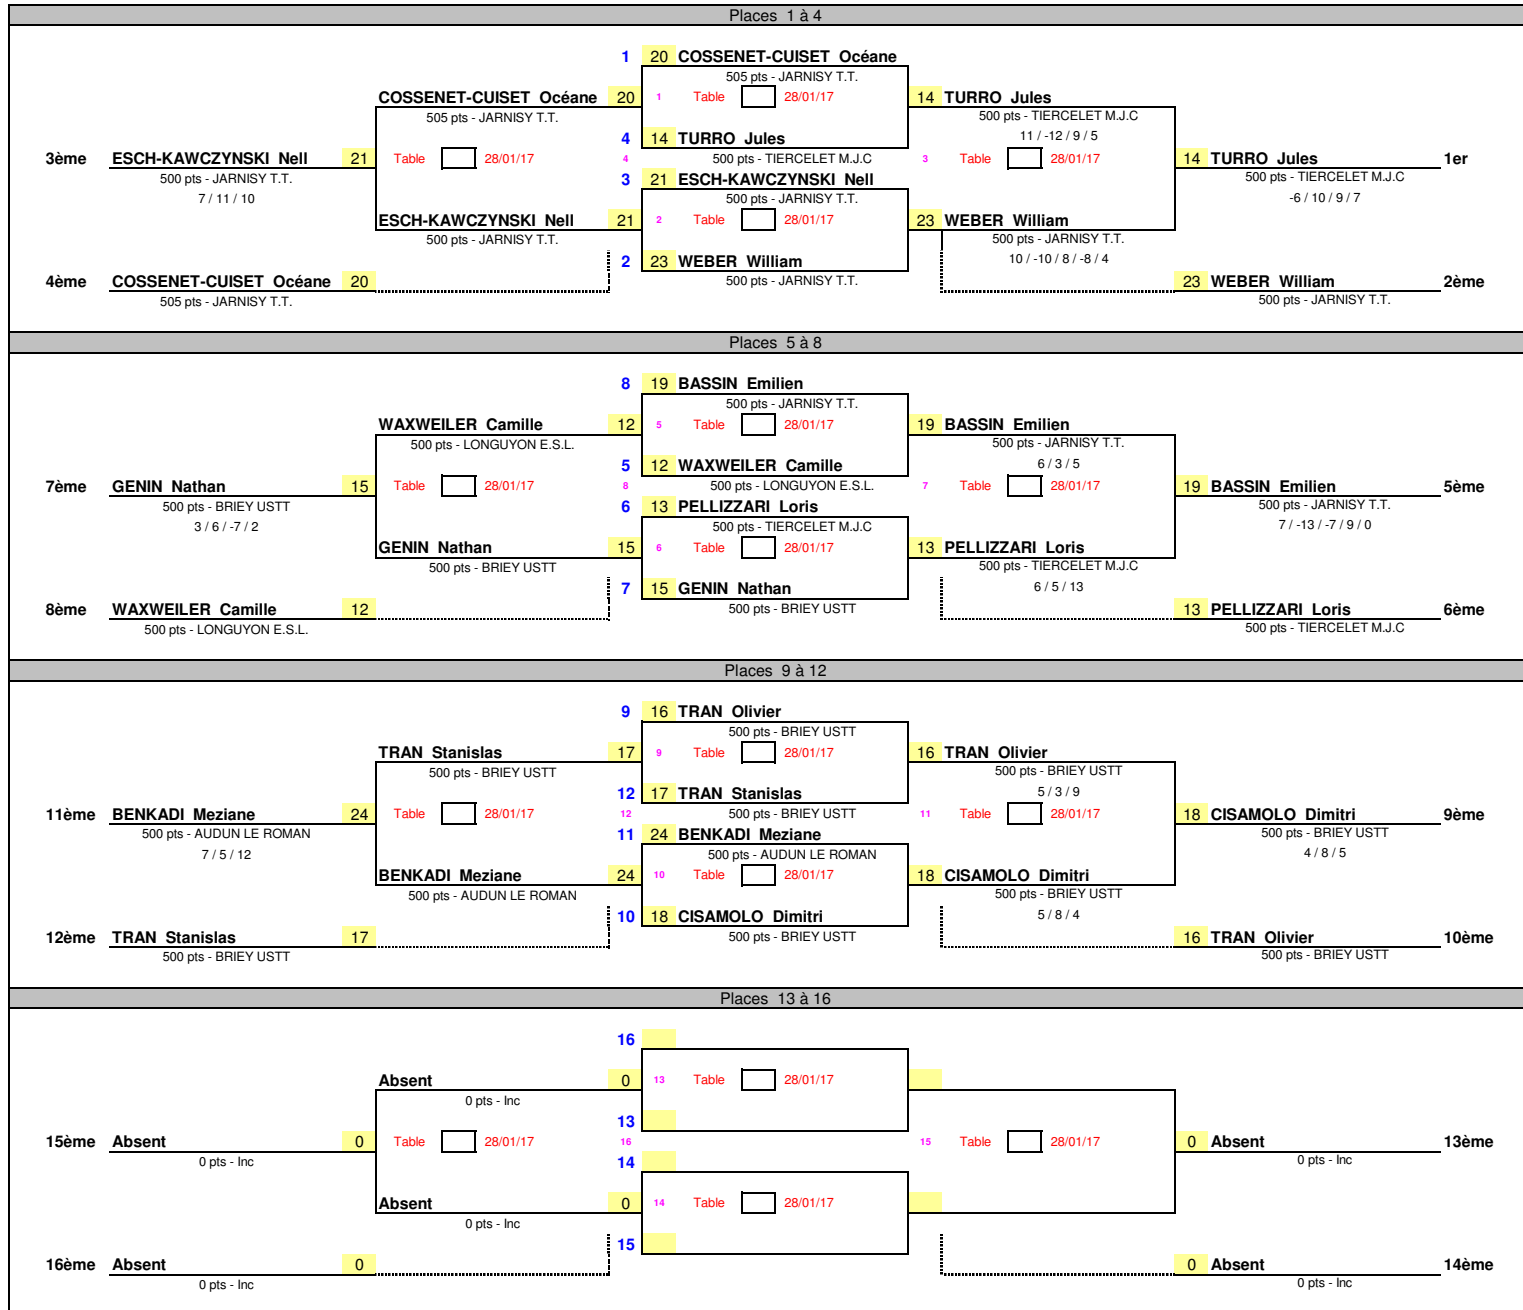 Places 1 à 4
1 20 COSSENET-CUISET Océane
505 pts - JARNISY T.T.
COSSENET-CUISET Océane 20 1 Table 28/01/17 14 TURRO Jules
505 pts - JARNISY T.T. 500 pts - TIERCELET M.J.C
4 14 TURRO Jules 11 / -12 / 9 / 5
3ème ESCH-KAWCZYNSKI Nell 21 Table 28/01/17 4 500 pts - TIERCELET M.J.C 3 Table 28/01/17 14 TURRO Jules 1er
500 pts - JARNISY T.T. 3 21 ESCH-KAWCZYNSKI Nell 500 pts - TIERCELET M.J.C
7 / 11 / 10 500 pts - JARNISY T.T. -6 / 10 / 9 / 7
ESCH-KAWCZYNSKI Nell 21 2 Table 28/01/17 23 WEBER William
500 pts - JARNISY T.T. 500 pts - JARNISY T.T.
2 23 WEBER William 10 / -10 / 8 / -8 / 4
4ème COSSENET-CUISET Océane 20 500 pts - JARNISY T.T. 23 WEBER William 2ème
505 pts - JARNISY T.T. 500 pts - JARNISY T.T.
Places 5 à 8
8 19 BASSIN Emilien
500 pts - JARNISY T.T.
WAXWEILER Camille 12 5 Table 28/01/17 19 BASSIN Emilien
500 pts - LONGUYON E.S.L. 500 pts - JARNISY T.T.
5 12 WAXWEILER Camille 6 / 3 / 5
7ème GENIN Nathan 15 Table 28/01/17 8 500 pts - LONGUYON E.S.L. 7 Table 28/01/17 19 BASSIN Emilien 5ème
500 pts - BRIEY USTT 6 13 PELLIZZARI Loris 500 pts - JARNISY T.T.
3 / 6 / -7 / 2 500 pts - TIERCELET M.J.C 7 / -13 / -7 / 9 / 0
GENIN Nathan 15 6 Table 28/01/17 13 PELLIZZARI Loris
500 pts - BRIEY USTT 500 pts - TIERCELET M.J.C
7 15 GENIN Nathan 6 / 5 / 13
8ème WAXWEILER Camille 12 500 pts - BRIEY USTT 13 PELLIZZARI Loris 6ème
500 pts - LONGUYON E.S.L. 500 pts - TIERCELET M.J.C
Places 9 à 12
9 16 TRAN Olivier
500 pts - BRIEY USTT
TRAN Stanislas 17 9 Table 28/01/17 16 TRAN Olivier
500 pts - BRIEY USTT 500 pts - BRIEY USTT
12 17 TRAN Stanislas 5 / 3 / 9
11ème BENKADI Meziane 24 Table 28/01/17 12 500 pts - BRIEY USTT 11 Table 28/01/17 18 CISAMOLO Dimitri 9ème
500 pts - AUDUN LE ROMAN 11 24 BENKADI Meziane 500 pts - BRIEY USTT
7 / 5 / 12 500 pts - AUDUN LE ROMAN 4 / 8 / 5
BENKADI Meziane 24 10 Table 28/01/17 18 CISAMOLO Dimitri
500 pts - AUDUN LE ROMAN 500 pts - BRIEY USTT
10 18 CISAMOLO Dimitri 5 / 8 / 4
12ème TRAN Stanislas 17 500 pts - BRIEY USTT 16 TRAN Olivier 10ème
500 pts - BRIEY USTT 500 pts - BRIEY USTT
Places 13 à 16
16
Absent 0 13 Table 28/01/17
0 pts - Inc
13
15ème Absent 0 Table 28/01/17 16 15 Table 28/01/17 0 Absent 13ème
0 pts - Inc 14 0 pts - Inc
Absent 0 14 Table 28/01/17
0 pts - Inc
15
16ème Absent 0 0 Absent 14ème
0 pts - Inc 0 pts - Inc